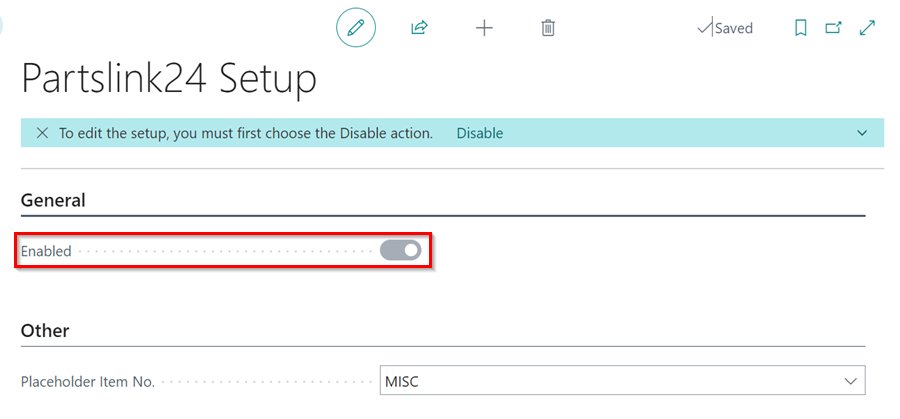 Saved
Partslink24 Setup
To edit the setup, you must first choose the Disable action. Disable
General
Enabled
Other
Placeholder Item No. MISC